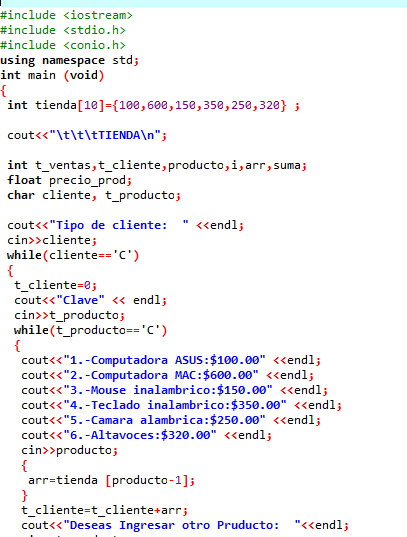 #include <iostream>
#include <stdio.h>
#include <conio.h>
using namespace std;
int main (void)
{
int tienda[10]={100,600,150,350,250,320} ;
cout<<"\t\t\tTIENDA\n";
int t_ventas,t_cliente,producto,i,arr,suma;
float precio_prod;
char cliente, t_producto;
cout<<"Tipo de cliente:  " <<endl;
cin>>cliente;
while(cliente=='C')
{
t_cliente=0;
cout<<"Clave" << endl;
cin>>t_producto;
while(t_producto=='C')
{
cout<<"1.-Computadora ASUS:$100.00" <<endl;
cout<<"2.-Computadora MAC:$600.00" <<endl;
cout<<"3.-Mouse inalambrico:$150.00" <<endl;
cout<<"4.-Teclado inalambrico:$350.00" <<endl;
cout<<"5.-Camara alambrica:$250.00" <<endl;
cout<<"6.-Altavoces:$320.00" <<endl;
cin>>producto;
{
arr=tienda [producto-1];
}
t_cliente=t_cliente+arr;
cout<<"Deseas Ingresar otro Pruducto:  "<<endl;